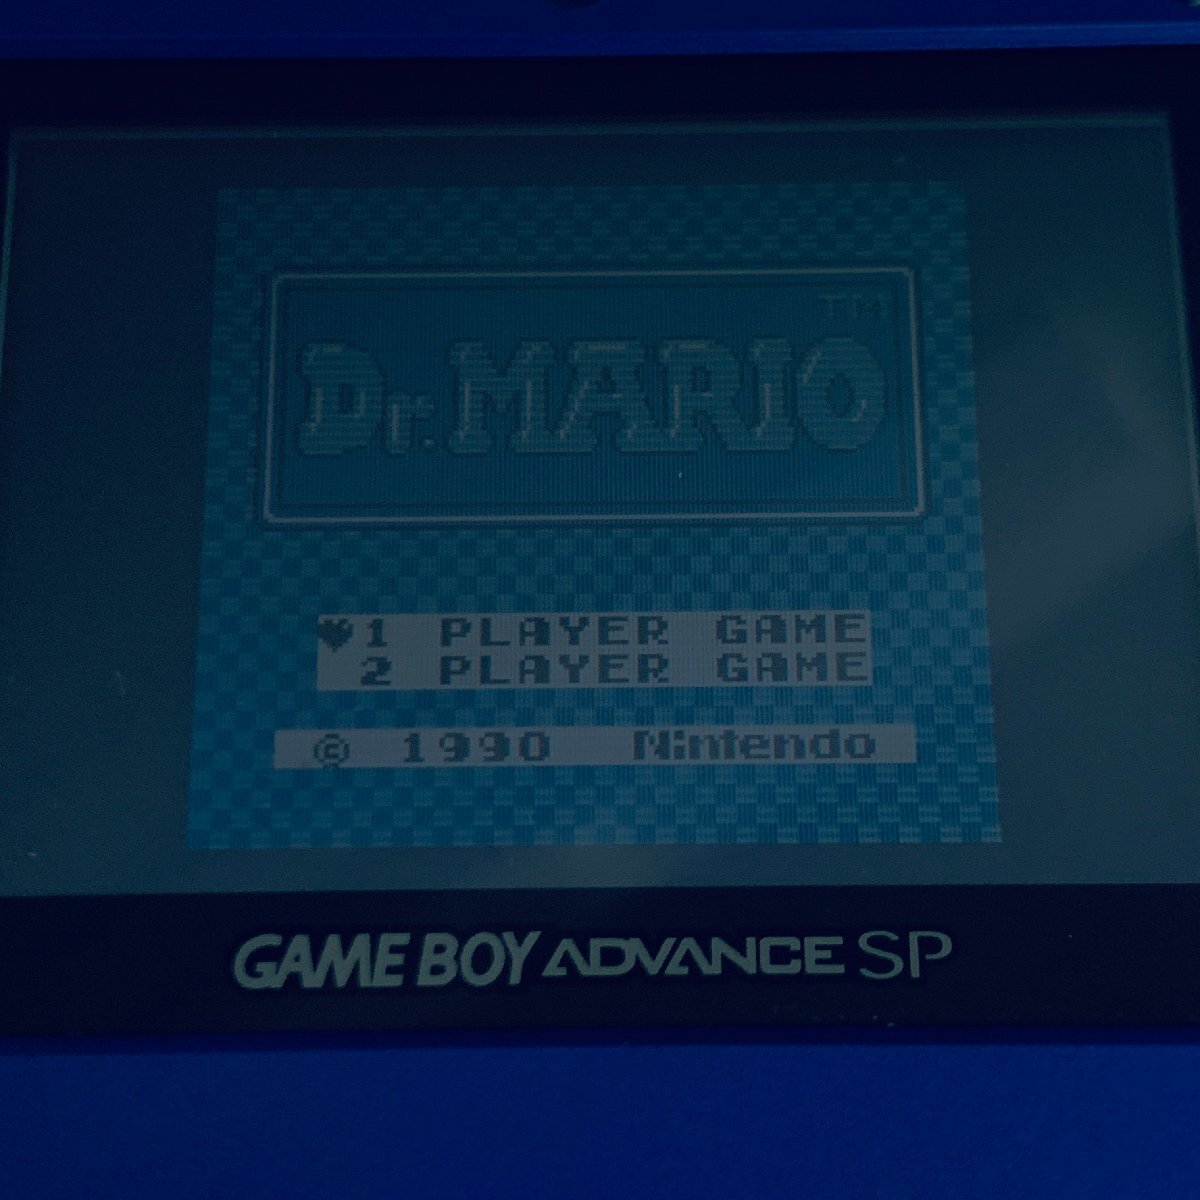 TM
Dr. MARIO
1 PLAYER GAME
2 PLAYER GAME
© 1990 Nintendo
GAME BOY ADVANCE SP